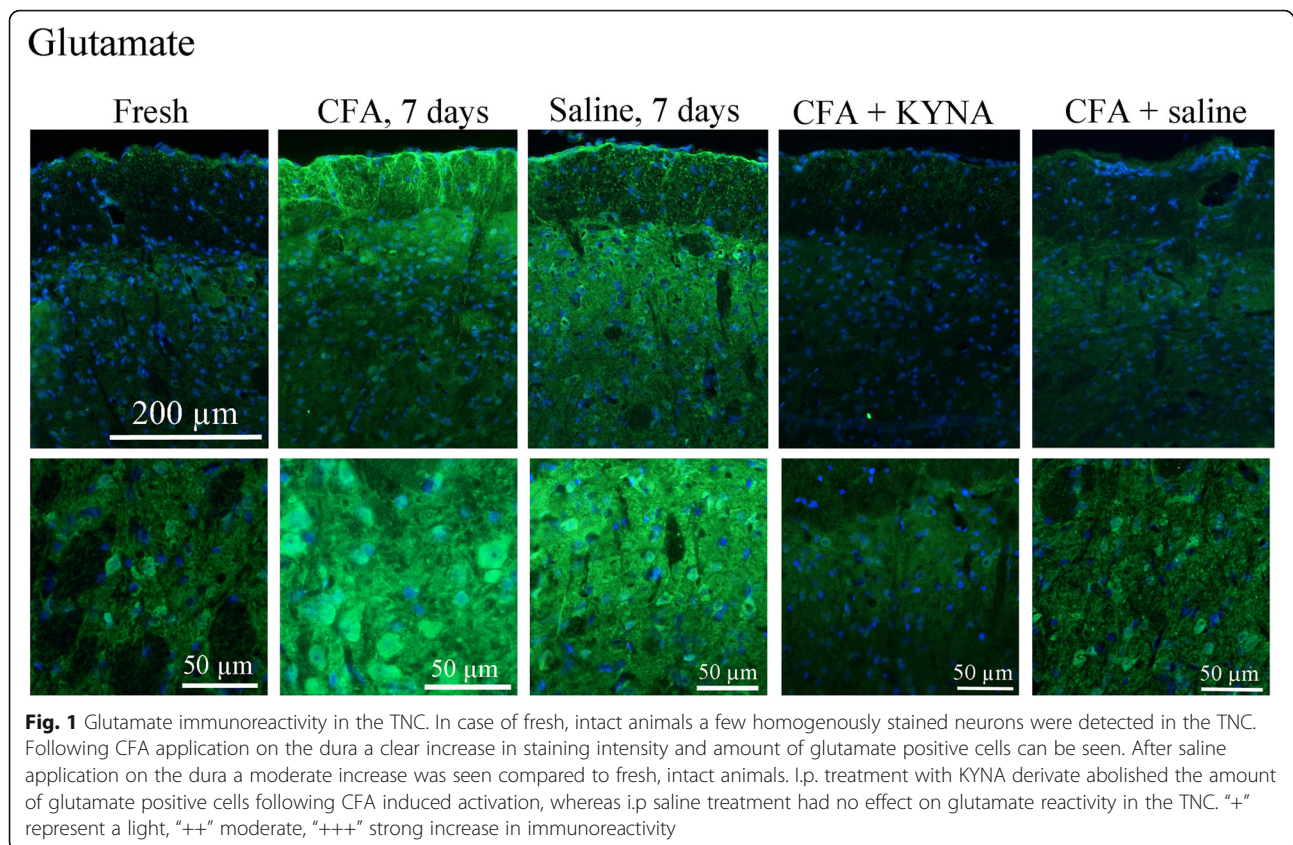 Glutamate
Fresh
CFA, 7 days
Saline, 7 days
CFA + KYNA
CFA + saline
200 µm
50 µm
50 µm
50 µm
50 µm
50 µm
Fig. 1 Glutamate immunoreactivity in the TNC. In case of fresh, intact animals a few homogenously stained neurons were detected in the TNC.
Following CFA application on the dura a clear increase in staining intensity and amount of glutamate positive cells can be seen. After saline
application on the dura a moderate increase was seen compared to fresh, intact animals. I.p. treatment with KYNA derivate abolished the amount
of glutamate positive cells following CFA induced activation, whereas i.p saline treatment had no effect on glutamate reactivity in the TNC. “+”
represent a light, “++” moderate, “+++” strong increase in immunoreactivity